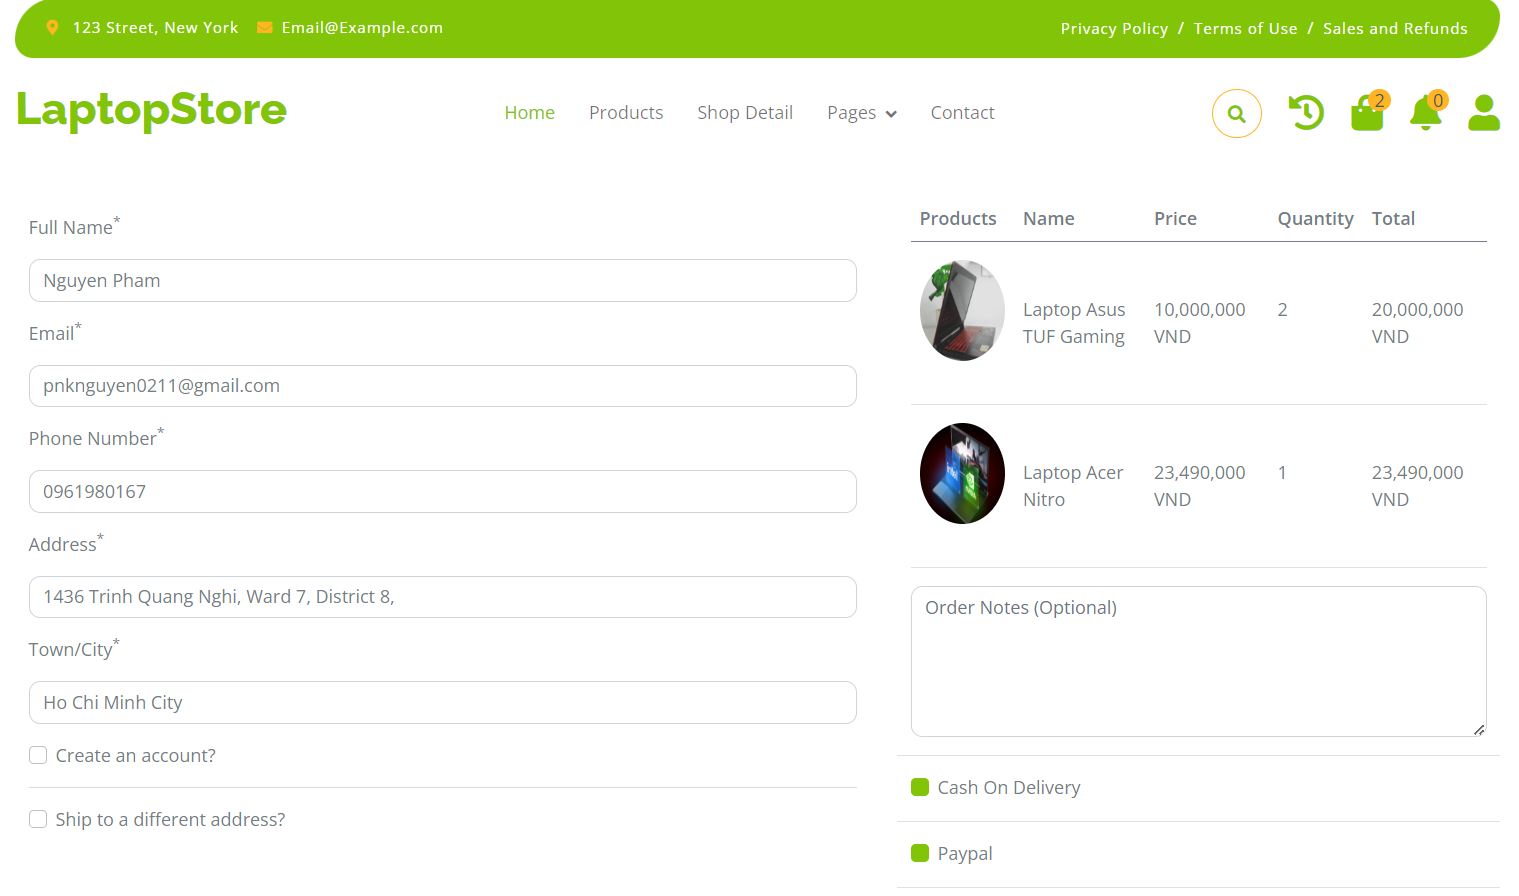 123 Street, New York Email@Example.com Privacy Policy / Terms of Use / Sales and Refunds
LaptopStore Home Products Shop Detail Pages Contact 2 0
Full Name*
Nguyen Pham
Email*
pnknguyen0211@gmail.com
Phone Number*
0961980167
Address*
1436 Trinh Quang Nghi, Ward 7, District 8,
Town/City*
Ho Chi Minh City
Create an account?
Ship to a different address?
Products Name Price Quantity Total
Laptop Asus 10,000,000 2 20,000,000
TUF Gaming VND VND
Laptop Acer 23,490,000 1 23,490,000
Nitro VND VND
Order Notes (Optional)
Cash On Delivery
Paypal